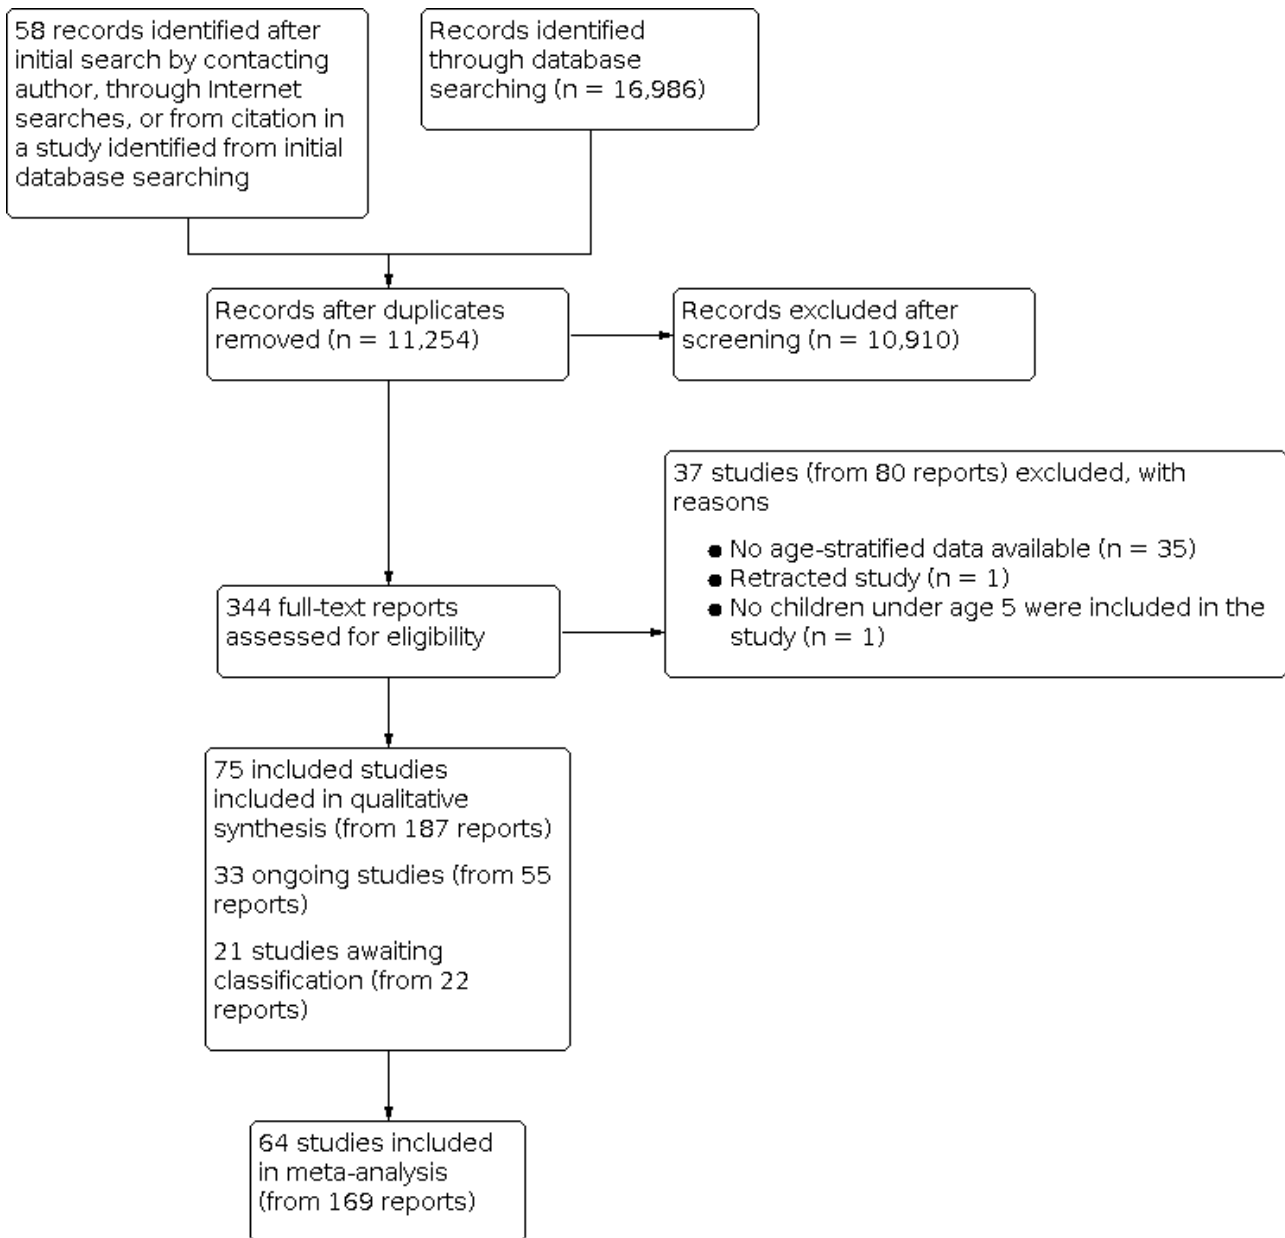 58 records identified after
initial search by contacting
author, through Internet
searches, or from citation in
a study identified from initial
database searching
Records identified
through database
searching (n = 16,986)
Records after duplicates
removed (n = 11,254)
Records excluded after
screening (n = 10,910)
37 studies (from 80 reports) excluded, with
reasons
● No age-stratified data available (n = 35)
● Retracted study (n = 1)
● No children under age 5 were included in the
study (n = 1)
344 full-text reports
assessed for eligibility
75 included studies
included in qualitative
synthesis (from 187 reports)
33 ongoing studies (from 55
reports)
21 studies awaiting
classification (from 22
reports)
64 studies included
in meta-analysis
(from 169 reports)